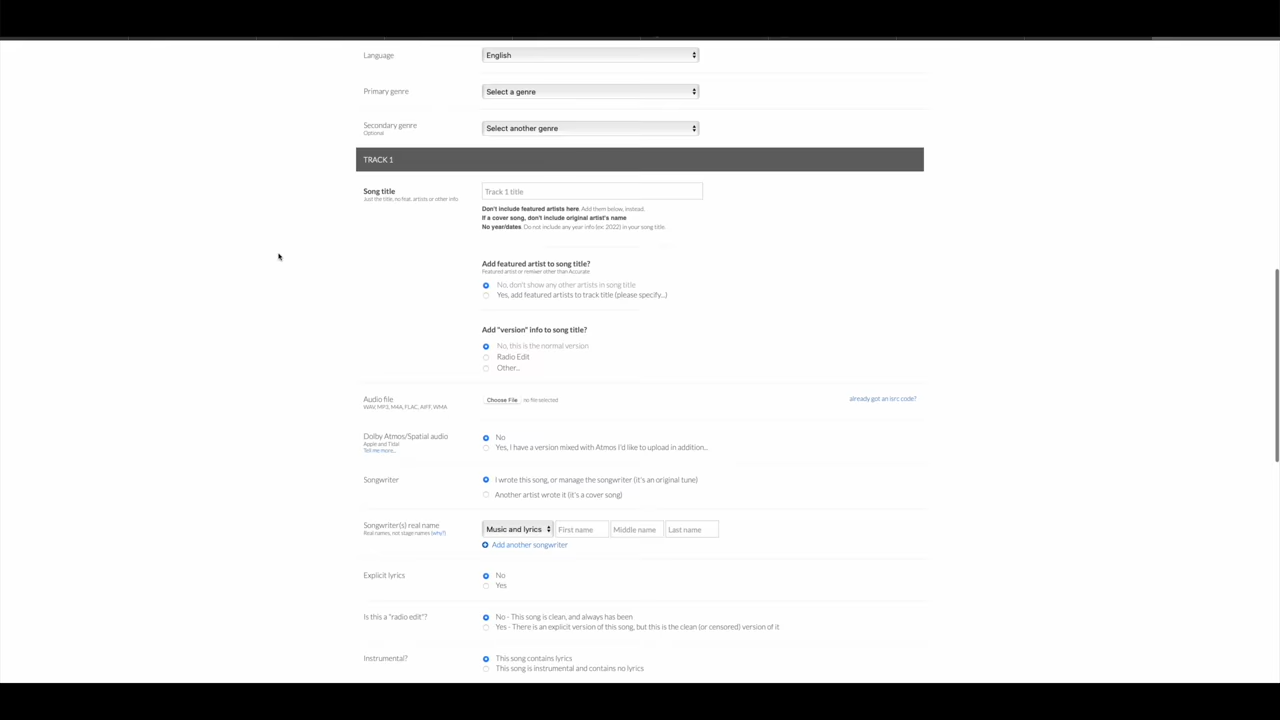 Language
English
Primary genre
Select a genre
Secondary genre
Optional
Select another genre
TRACK 1
Song title
Just the title, no feat. artists or other info
Track 1 title
Don't include featured artists here. Add them below, instead.
If a cover song, don't include original artist's name
No year/dates. Do not include any year info (ex: 2022) in your song title.
Add featured artist to song title?
Featured artist or remixer other than Accurate
No, don't show any other artists in song title
Yes, add featured artists to track title (please specify...)
Add "version" info to song title?
No, this is the normal version
Radio Edit
Other...
Audio file
WAV, MP3, M4A, FLAC, AIFF, WMA
Choose File no file selected
already got an isrc code?
Dolby Atmos/Spatial audio
Apple and Tidal
Tell me more...
No
Yes, I have a version mixed with Atmos I'd like to upload in addition...
Songwriter
I wrote this song, or manage the songwriter (it's an original tune)
Another artist wrote it (it's a cover song)
Songwriter(s) real name
Real names, not stage names (why?)
Music and lyrics First name Middle name Last name
Add another songwriter
Explicit lyrics
No
Yes
Is this a "radio edit"?
No - This song is clean, and always has been
Yes - There is an explicit version of this song, but this is the clean (or censored) version of it
Instrumental?
This song contains lyrics
This song is instrumental and contains no lyrics